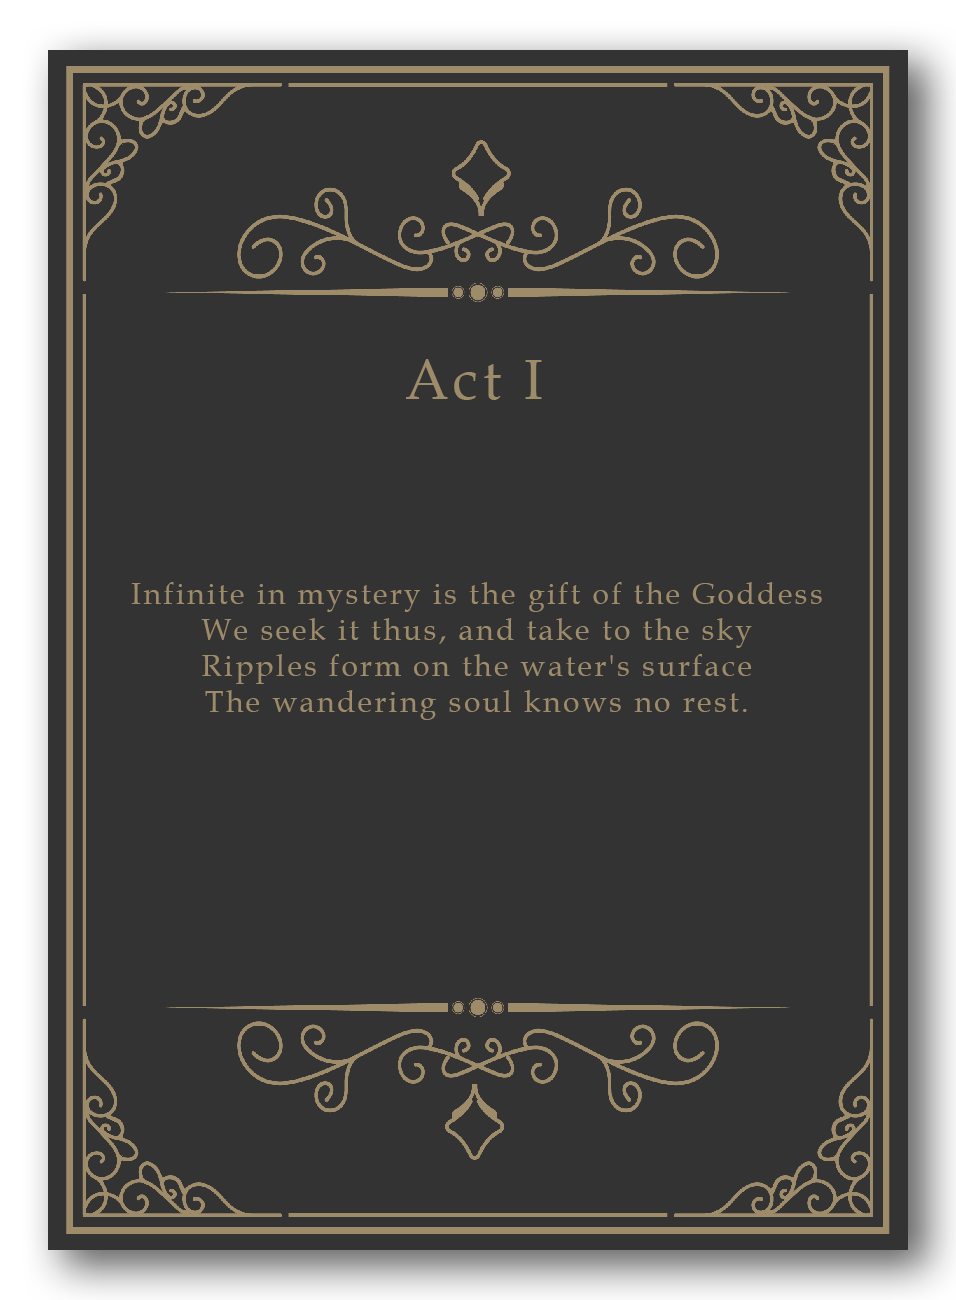 Act I
Infinite in mystery is the gift of the Goddess
We seek it thus, and take to the sky
Ripples form on the water's surface
The wandering soul knows no rest.